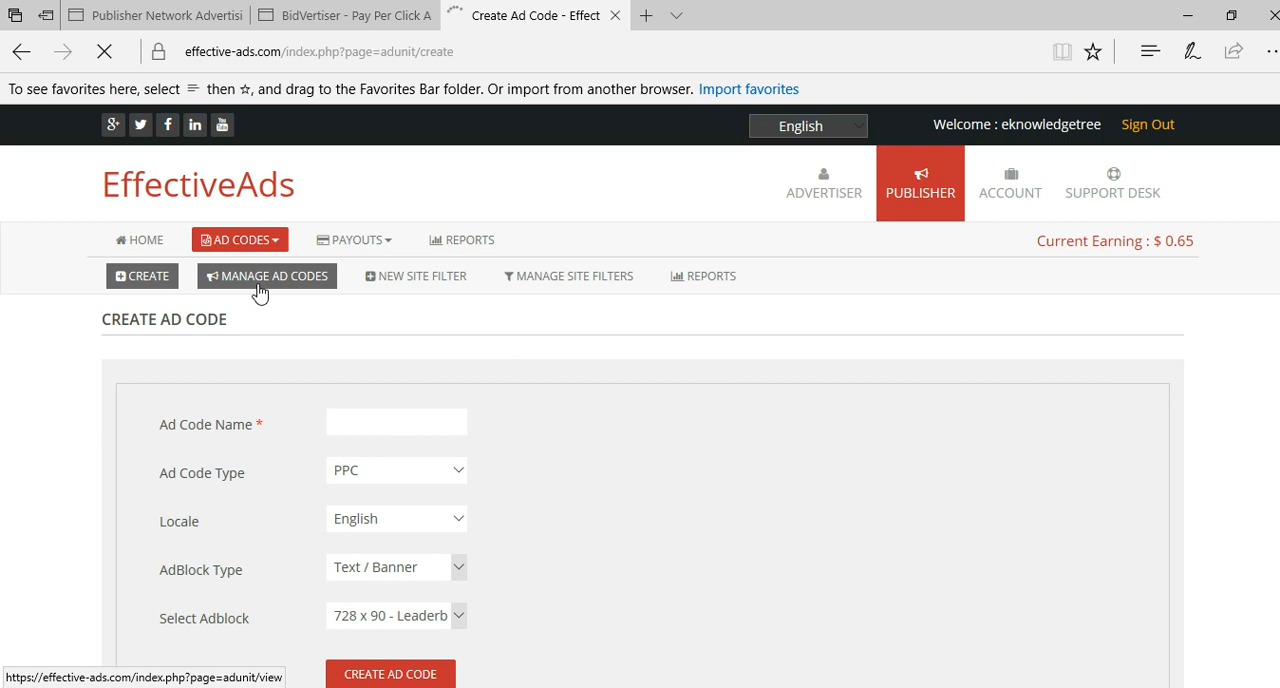 Publisher Network Advertisi
BidVertiser - Pay Per Click A
Create Ad Code - Effect
effective-ads.com/index.php?page=adunit/create
To see favorites here, select then , and drag to the Favorites Bar folder. Or import from another browser. Import favorites
g+ f in You Tube
English
Welcome : eknowledgetree Sign Out
EffectiveAds
ADVERTISER PUBLISHER ACCOUNT SUPPORT DESK
HOME AD CODES PAYOUTS REPORTS
Current Earning : $ 0.65
CREATE MANAGE AD CODES NEW SITE FILTER MANAGE SITE FILTERS REPORTS
CREATE AD CODE
Ad Code Name *
Ad Code Type PPC
Locale English
AdBlock Type Text / Banner
Select Adblock 728 x 90 - Leaderb
CREATE AD CODE
https://effective-ads.com/index.php?page=adunit/view